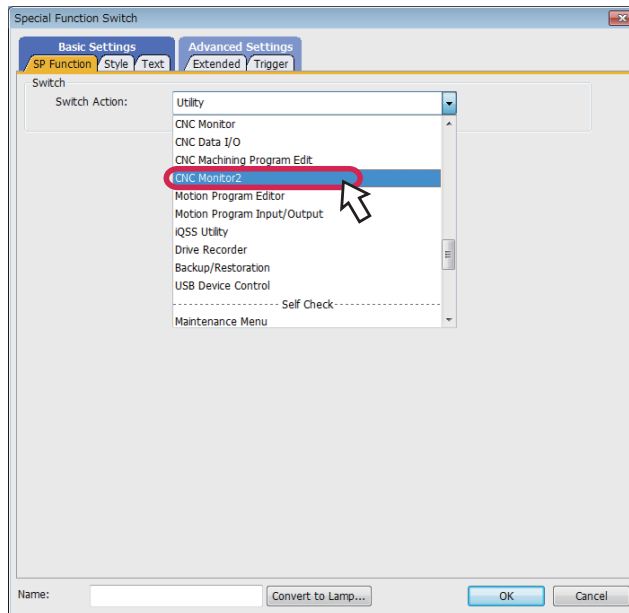 Special Function Switch
Basic Settings Advanced Settings
SP Function Style Text Extended Trigger
Switch
Switch Action: Utility
CNC Monitor
CNC Data I/O
CNC Machining Program Edit
CNC Monitor2
Motion Program Editor
Motion Program Input/Output
iQSS Utility
Drive Recorder
Backup/Restoration
USB Device Control
Self Check
Maintenance Menu
Name: Convert to Lamp... OK Cancel